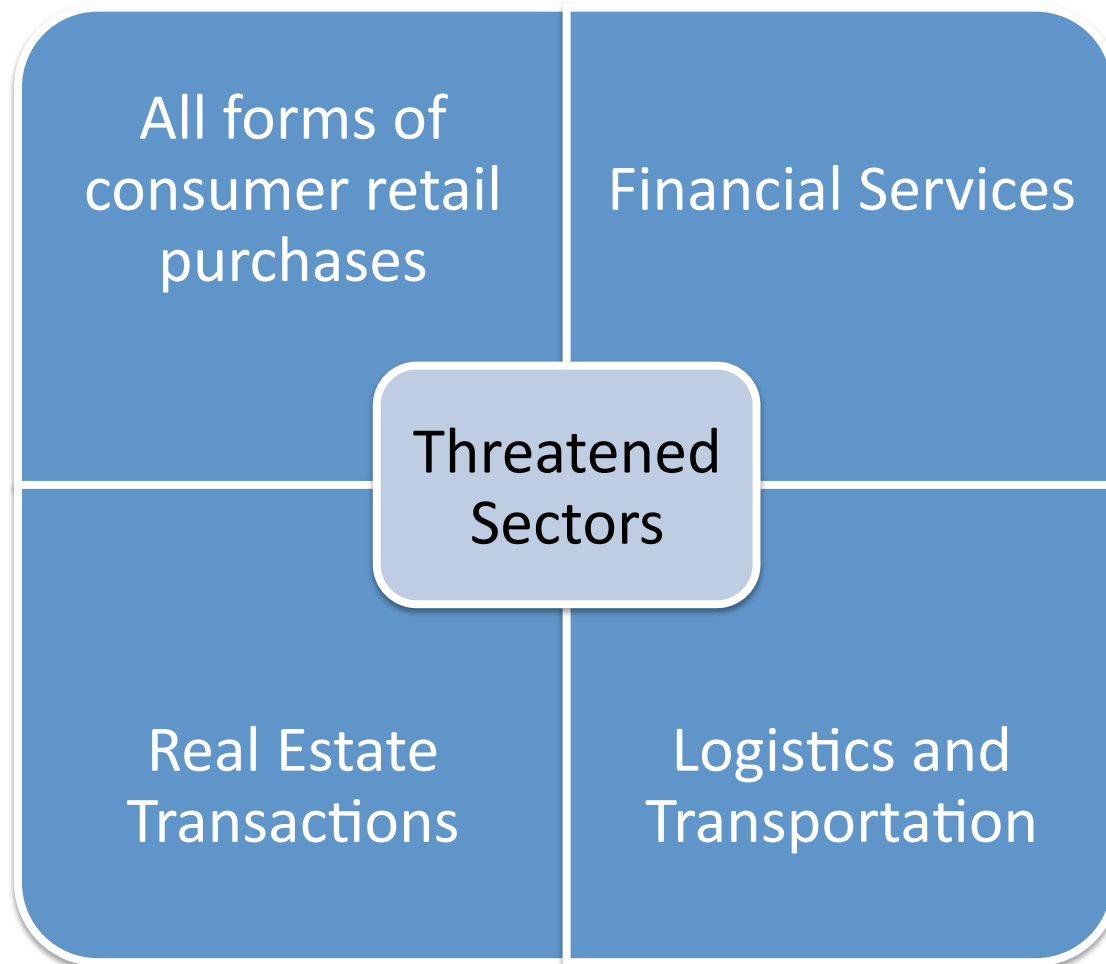 All forms of
consumer retail
purchases
Financial Services
Threatened
Sectors
Real Estate
Transactions
Logistics and
Transportation